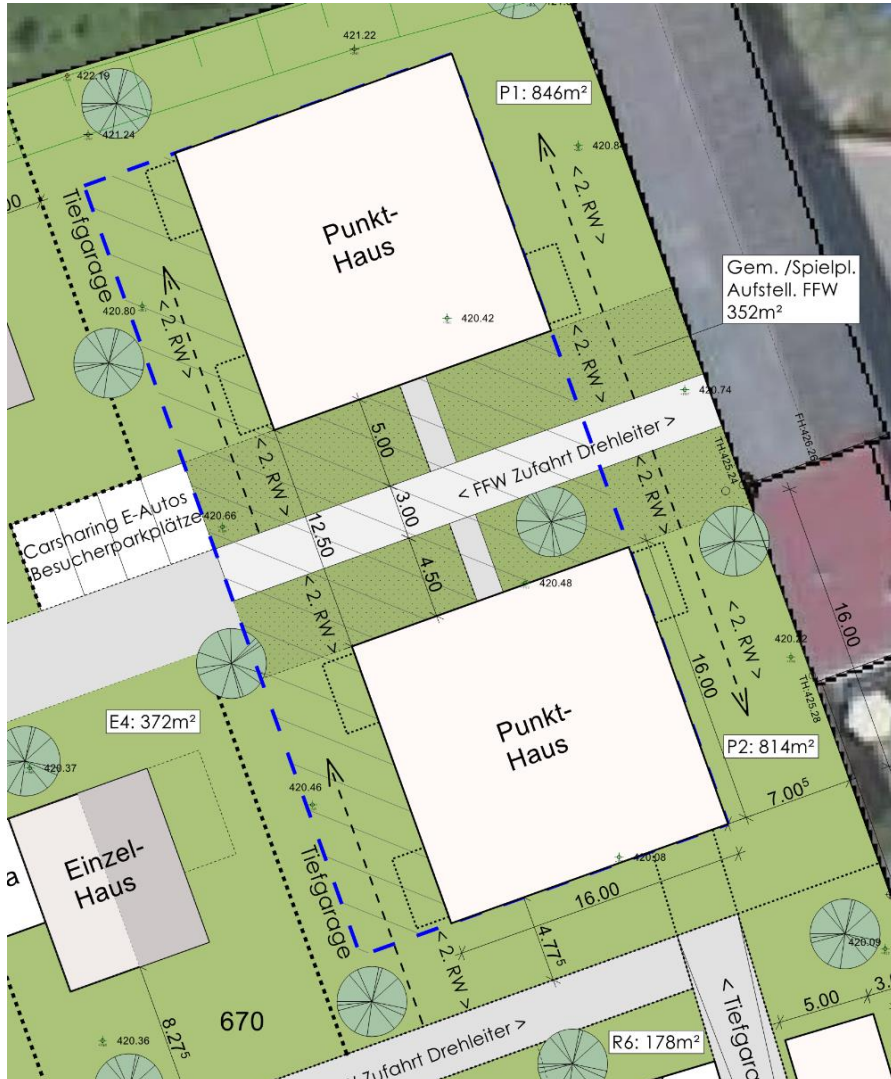 421.22
422.19
P1: 846m²
421.24
420.8
Tiefgarage
Punkt-
Haus
< 2. RW >
00
Gem. /Spielpl.
Aufstell. FFW
352m²
420.80
< 2. RW >
420.42
< 2. RW >
420.74
5.00
FH:426.26
< 2. RW >
< FFW Zufahrt Drehleiter >
TH:425.24
Carsharing E-Autos
Besucherparkplätze
420.66
3.00
12.50
< 2. RW >
4.50
420.48
< 2. RW >
< 2. RW >
16.00
420.22
16.00
TH:425.28
E4: 372m²
Punkt-
Haus
P2: 814m²
420.37
420.46
7.00⁵
Einzel-
Haus
a
420.08
Tiefgarage
16.00
< 2. RW >
4.77⁵
420.09
670
8.27⁵
420.36
Zufahrt Drehleiter >
R6: 178m²
< Tiefgara
5.00
3.